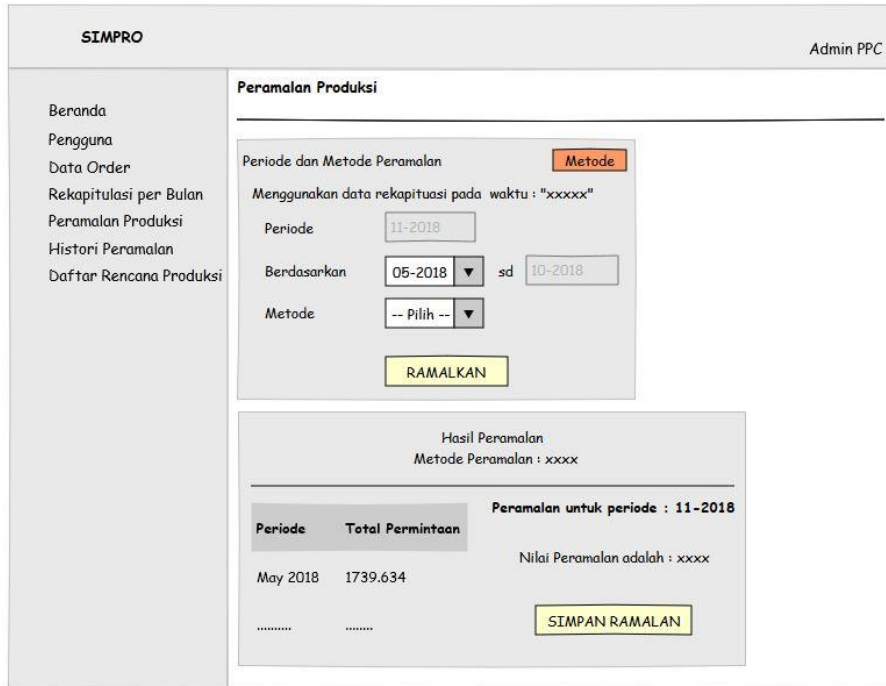 SIMPRO
Admin PPC
Beranda
Pengguna
Data Order
Rekapitulasi per Bulan
Peramalan Produksi
Histori Peramalan
Daftar Rencana Produksi
Peramalan Produksi
Periode dan Metode Peramalan Metode
Menggunakan data rekapituasi pada waktu : "xxxxx"
Periode 11-2018
Berdasarkan 05-2018 sd 10-2018
Metode -- Pilih --
RAMALKAN
Hasil Peramalan
Metode Peramalan : xxxx
Periode Total Permintaan
May 2018 1739.634
.......... ........
Peramalan untuk periode : 11-2018
Nilai Peramalan adalah : xxxx
SIMPAN RAMALAN